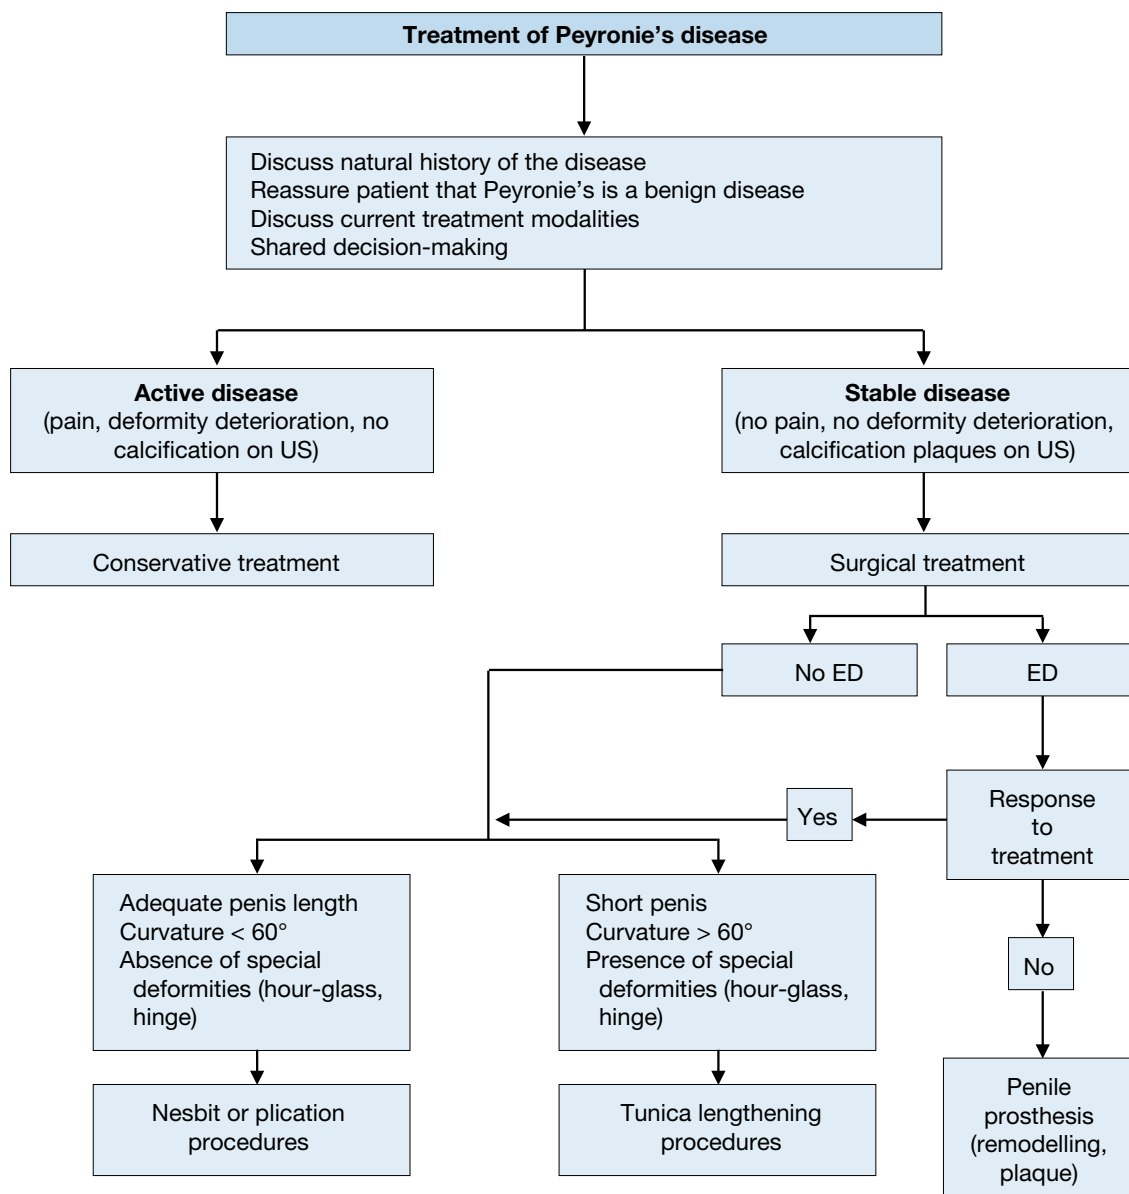 Treatment of Peyronie’s disease
Discuss natural history of the disease
Reassure patient that Peyronie’s is a benign disease
Discuss current treatment modalities
Shared decision-making
Active disease
(pain, deformity deterioration, no
calcification on US)
Stable disease
(no pain, no deformity deterioration,
calcification plaques on US)
Conservative treatment
Surgical treatment
No ED
ED
Yes
Response
to
treatment
Adequate penis length
Curvature < 60°
Absence of special
deformities (hour-glass,
hinge)
Short penis
Curvature > 60°
Presence of special
deformities (hour-glass,
hinge)
No
Nesbit or plication
procedures
Tunica lengthening
procedures
Penile
prosthesis
(remodelling,
plaque)